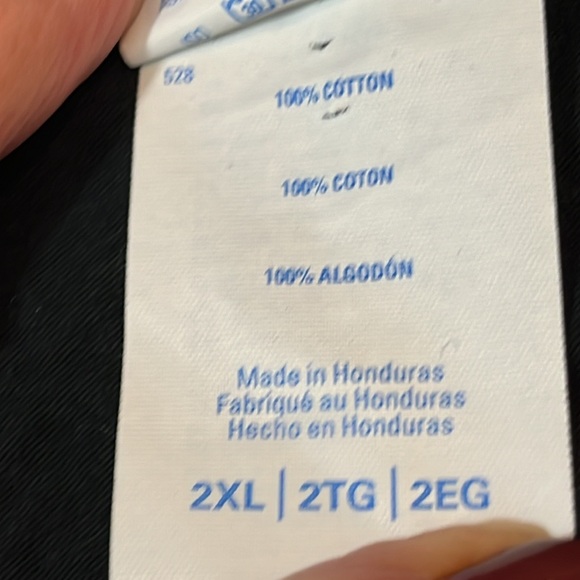 528
100% COTTON
100% COTON
100% ALGODÓN
Made in Honduras
Fabriqué au Honduras
Hecho en Honduras
2XL | 2TG | 2EG